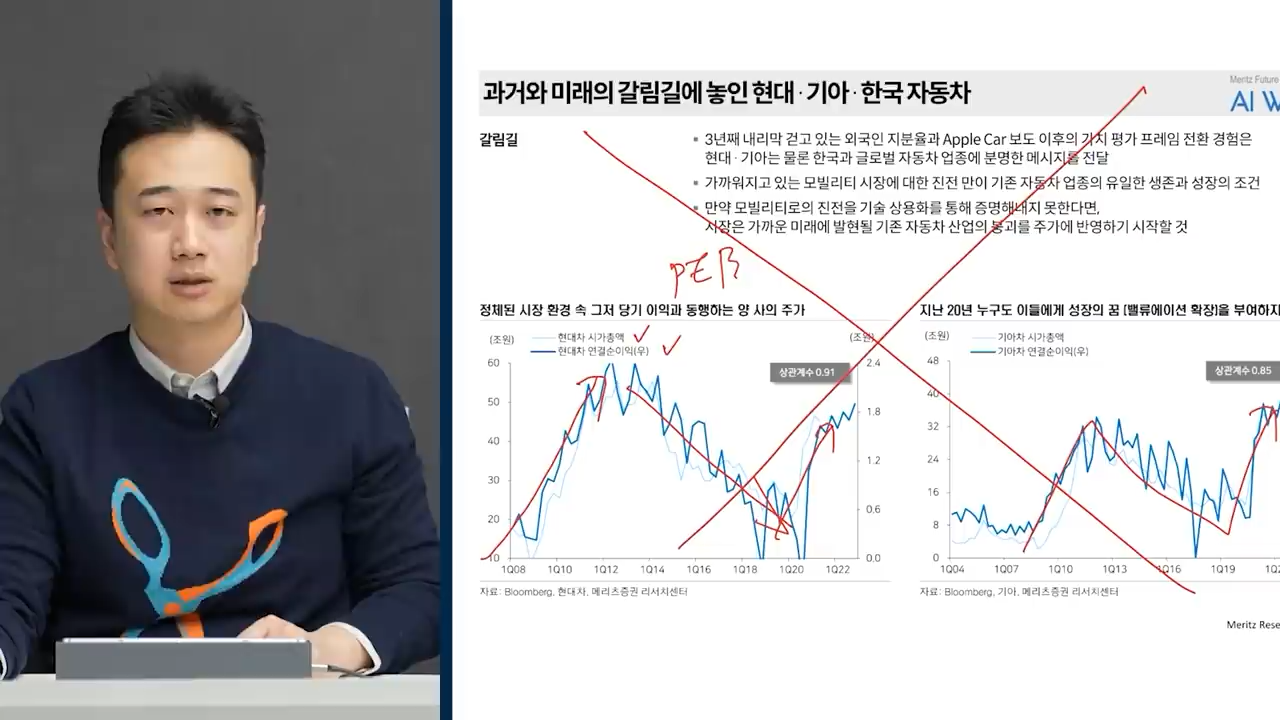 Meritz Future
AI W
과거와 미래의 갈림길에 놓인 현대·기아·한국 자동차
갈림길
▪ 3년째 내리막 걷고 있는 외국인 지분율과 Apple Car 보도 이후의 가치 평가 프레임 전환 경험은
현대·기아는 물론 한국과 글로벌 자동차 업종에 분명한 메시지를 전달
▪ 가까워지고 있는 모빌리티 시장에 대한 진전 만이 기존 자동차 업종의 유일한 생존과 성장의 조건
▪ 만약 모빌리티로의 진전을 기술 상용화를 통해 증명해내지 못한다면,
시장은 가까운 미래에 발현될 기존 자동차 산업의 붕괴를 주가에 반영하기 시작할 것
정체된 시장 환경 속 그저 당기 이익과 동행하는 양 사의 주가
(조원)
현대차 시가총액
현대차 연결순이익(우)
(조원)
상관계수 0.91
60
50
40
30
20
10
2.4
1.8
1.2
0.6
0.0
1Q08 1Q10 1Q12 1Q14 1Q16 1Q18 1Q20 1Q22
자료: Bloomberg, 현대차, 메리츠증권 리서치센터
지난 20년 누구도 이들에게 성장의 꿈 (밸류에이션 확장)을 부여하지
(조원)
기아차 시가총액
기아차 연결순이익(우)
상관계수 0.85
48
40
32
24
16
8
0
1Q04 1Q07 1Q10 1Q13 1Q16 1Q19 1Q2
자료: Bloomberg, 기아, 메리츠증권 리서치센터
Meritz Rese